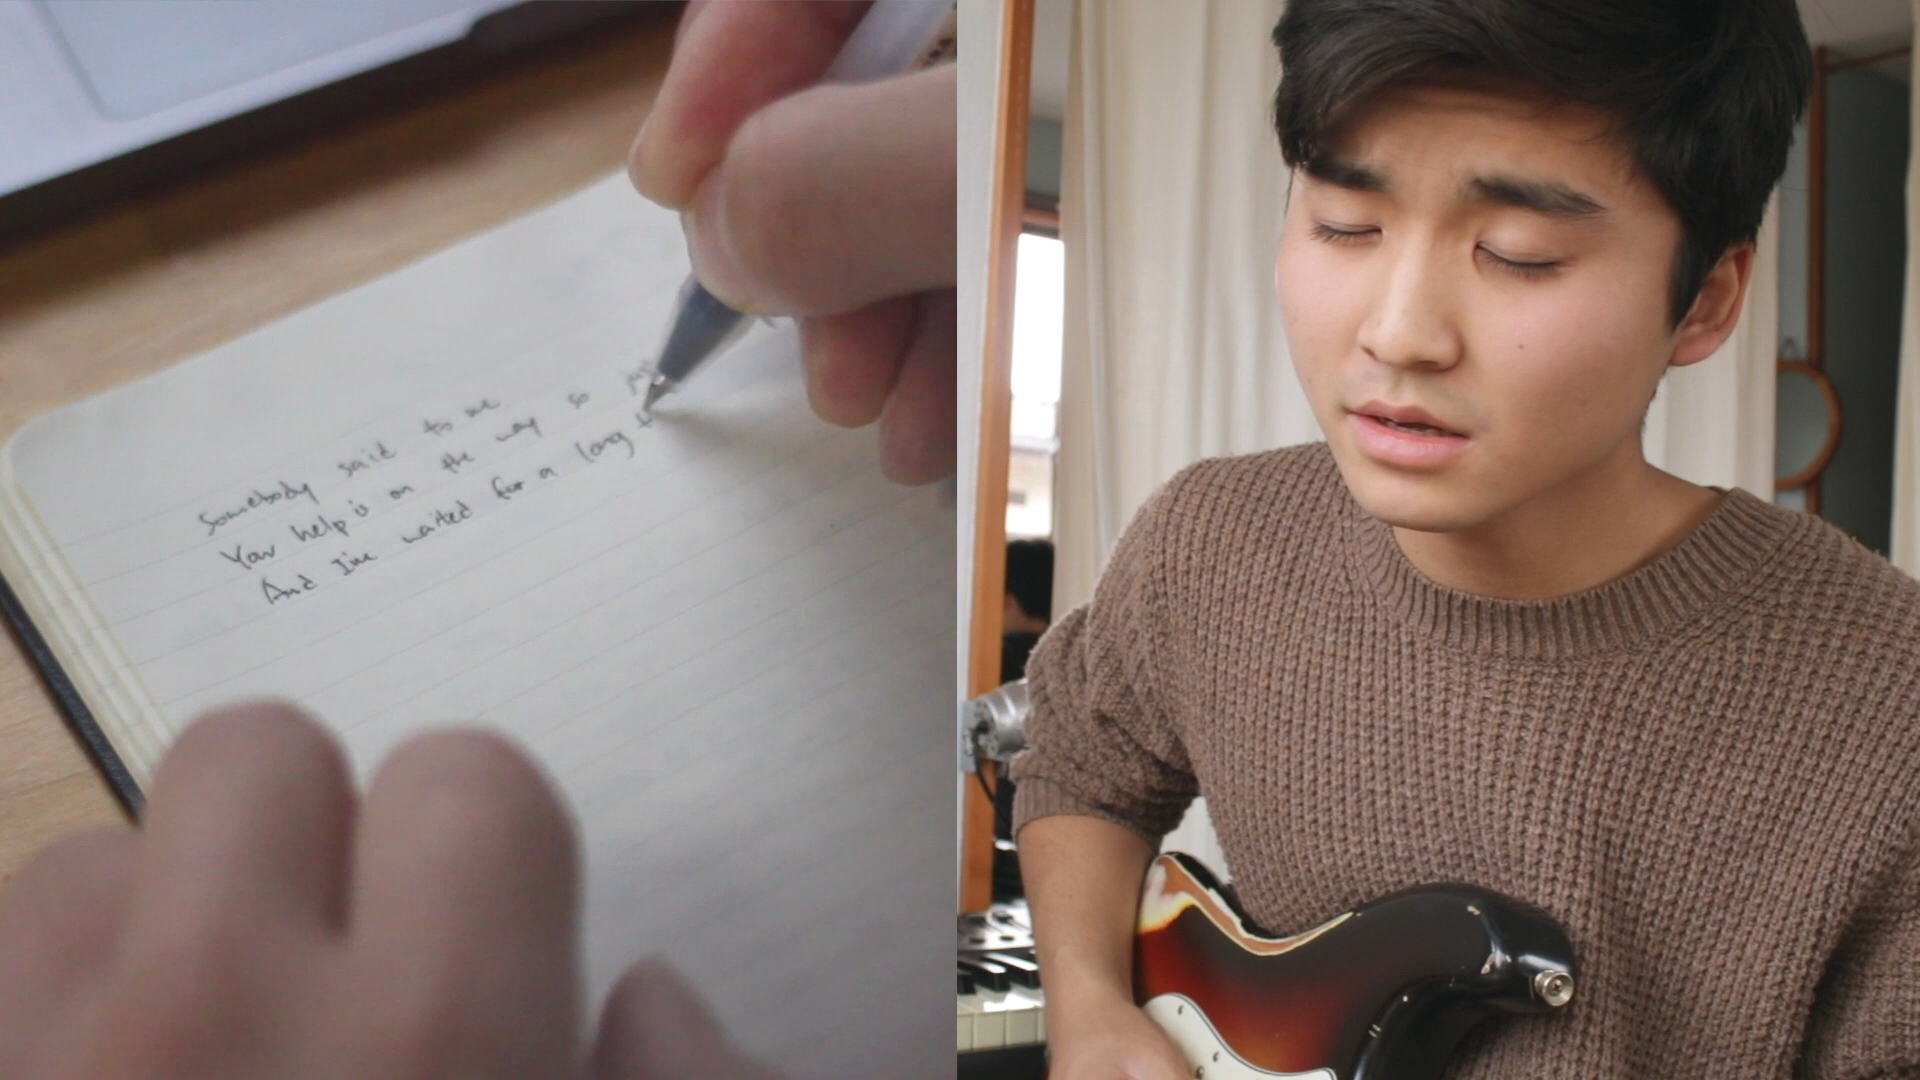 Somebody said to me
Your help is on the way so
And I've waited for a long